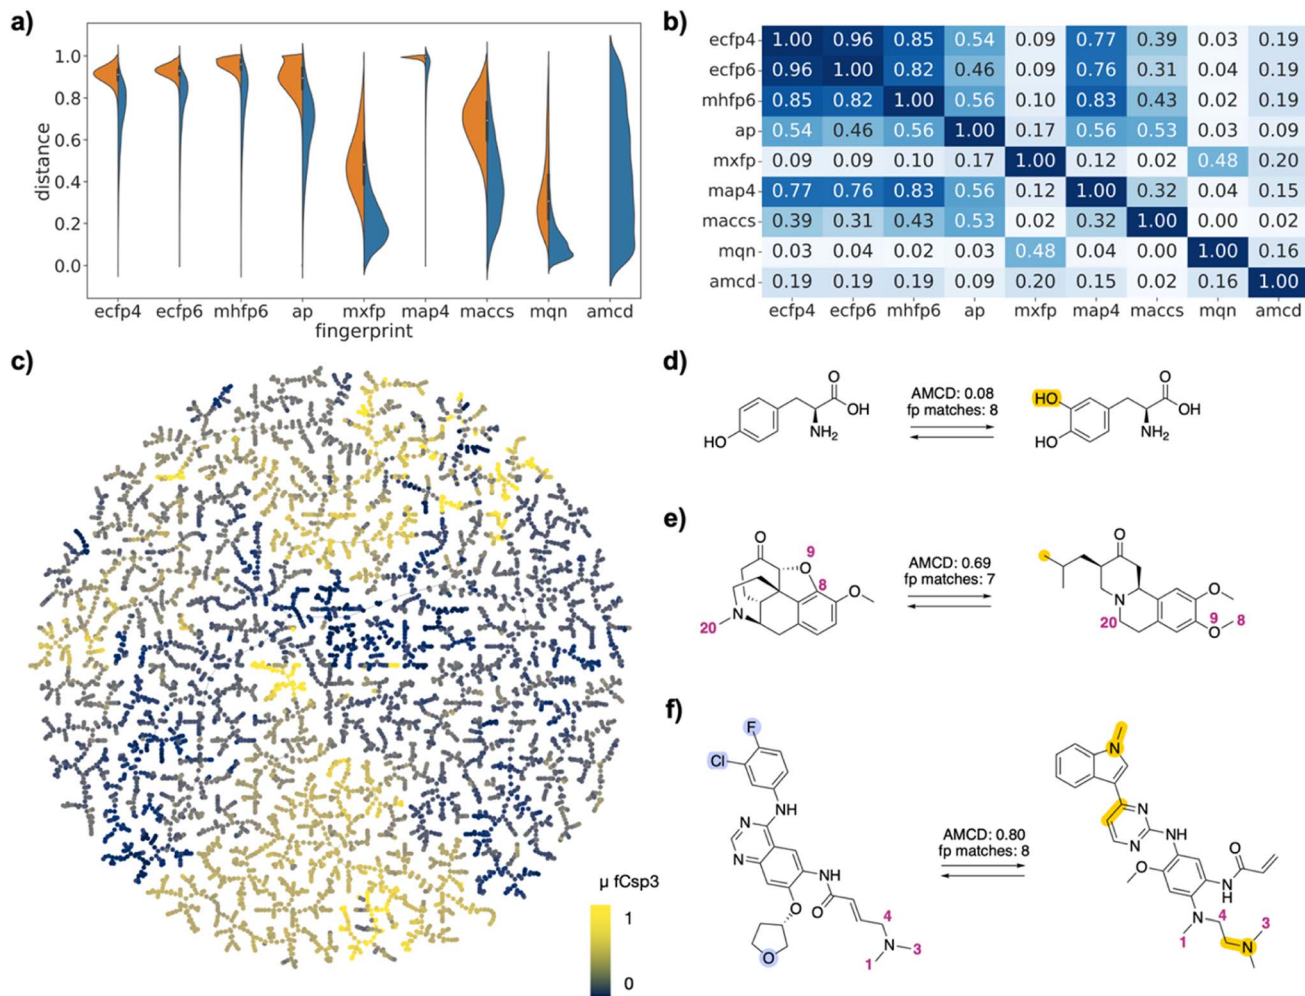 a)
1.0
0.8
0.6
0.4
0.2
0.0
distance
ecfp4 ecfp6 mhfp6 ap mxfp map4 maccs mqn amcd
fingerprint
b)
ecfp4 1.00 0.96 0.85 0.54 0.09 0.77 0.39 0.03 0.19
ecfp6 0.96 1.00 0.82 0.46 0.09 0.76 0.31 0.04 0.19
mhfp6 0.85 0.82 1.00 0.56 0.10 0.83 0.43 0.02 0.19
ap 0.54 0.46 0.56 1.00 0.17 0.56 0.53 0.03 0.09
mxfp 0.09 0.09 0.10 0.17 1.00 0.12 0.02 0.48 0.20
map4 0.77 0.76 0.83 0.56 0.12 1.00 0.32 0.04 0.15
maccs 0.39 0.31 0.43 0.53 0.02 0.32 1.00 0.00 0.02
mqn 0.03 0.04 0.02 0.03 0.48 0.04 0.00 1.00 0.16
amcd 0.19 0.19 0.19 0.09 0.20 0.15 0.02 0.16 1.00
ecfp4 ecfp6 mhfp6 ap mxfp map4 maccs mqn amcd
c)
μ fCsp3
1
0
d)
O
OH
NH2
HO
AMCD: 0.08
fp matches: 8
O
HO
OH
NH2
HO
e)
O
9
O
8
O
N
20
AMCD: 0.69
fp matches: 7
O
O
N
20
9
8
O
f)
F
Cl
NH
N
N
NH
O
O
4
O
N
1
3
AMCD: 0.80
fp matches: 8
N
N
N
NH
O
O
NH
N
4
3
1
N